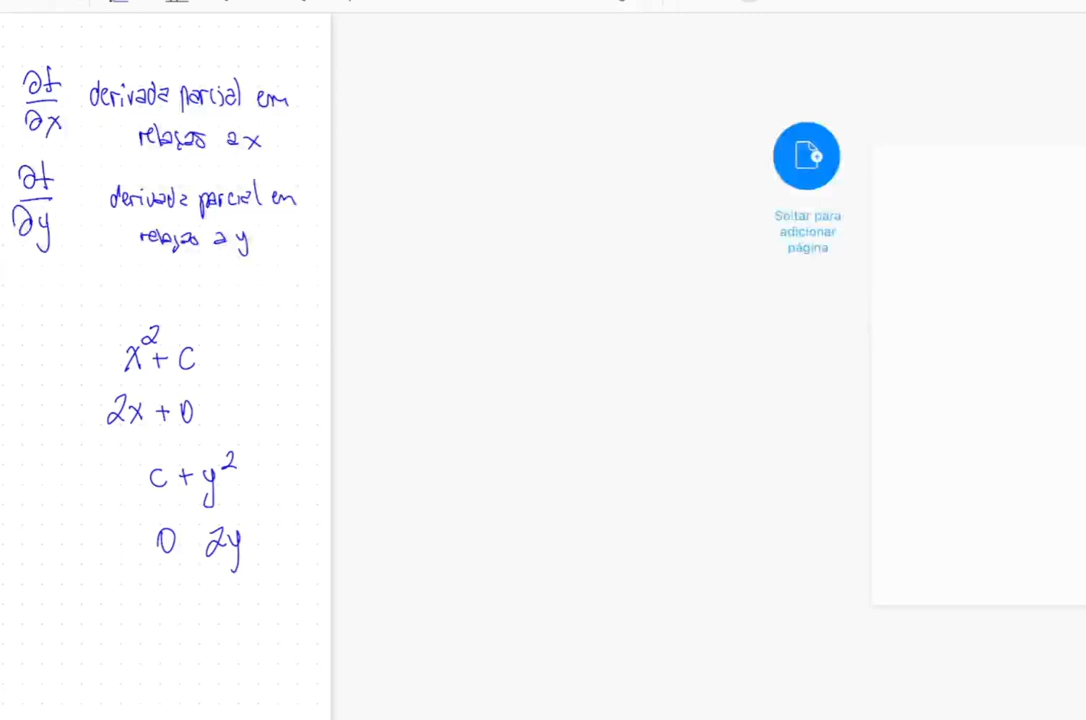 ∂f/∂x derivada parcial em
relação a x
∂f/∂y derivada parcial em
relação a y
x² + C
2x + 0
C + y²
0 2y
Soltar para
adicionar
página